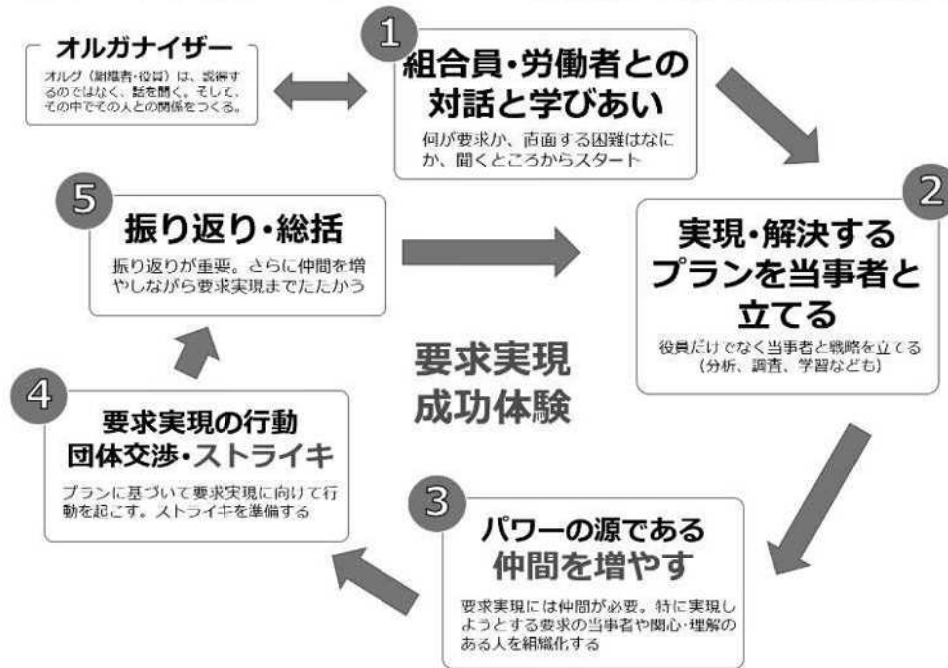 オルガナイザー
オルグ（組織者・役員）は、説得す
るのではなく、話を聞く。そして、
その中でその人との関係をつくる。
1
組合員・労働者との
対話と学びあい
何が要求か、直面する困難はなに
か、聞くところからスタート
2
実現・解決する
プランを当事者と
立てる
役員だけでなく当事者と戦略を立てる
（分析、調査、学習なども）
3
パワーの源である
仲間を増やす
要求実現には仲間が必要。特に実現し
ようとする要求の当事者や関心・理解の
ある人を組織化する
4
要求実現の行動
団体交渉・ストライキ
プランに基づいて要求実現に向けて行
動を起こす。ストライキを準備する
5
振り返り・総括
振り返りが重要。さらに仲間を増
やしながら要求実現までたたかう
要求実現
成功体験